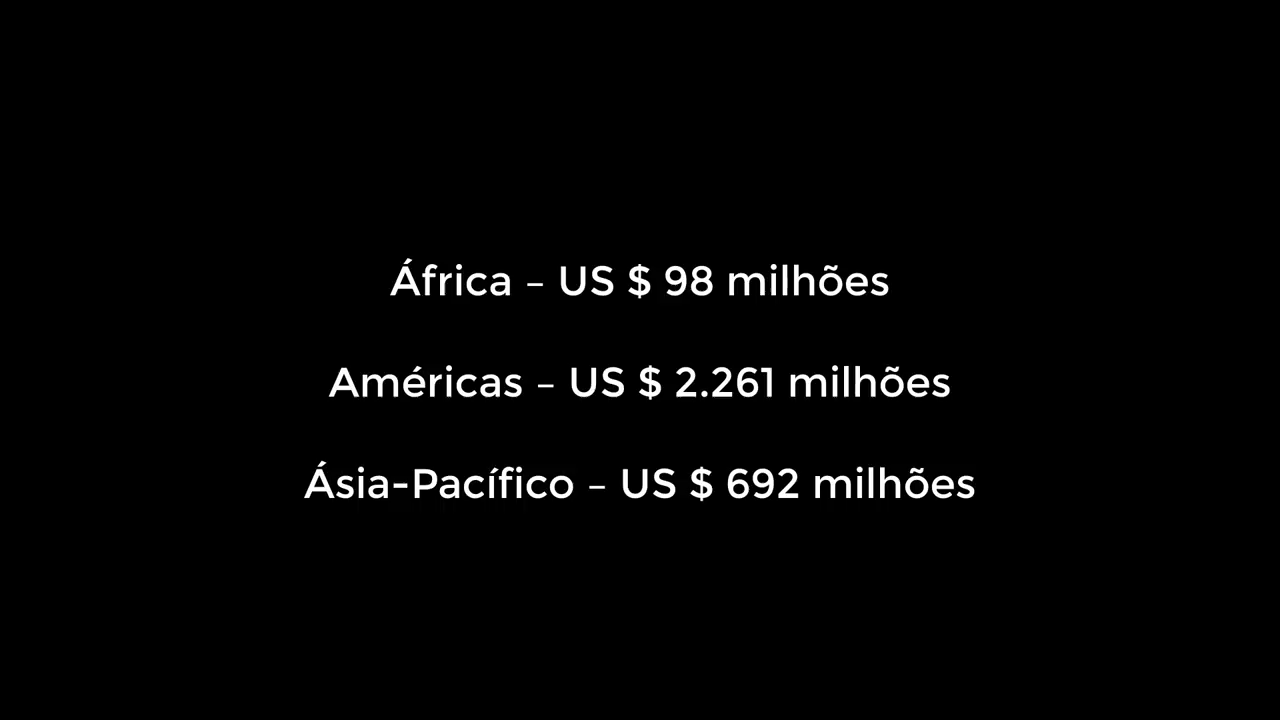 África – US $ 98 milhões
Américas – US $ 2.261 milhões
Ásia-Pacífico – US $ 692 milhões